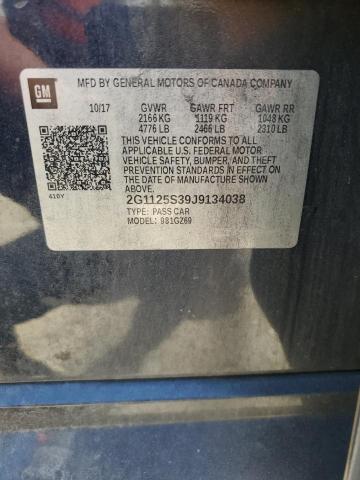 GM
MFD BY GENERAL MOTORS OF CANADA COMPANY
10/17 GVWR GAWR FRT GAWR RR
2166 KG 1119 KG 1048 KG
4776 LB 2466 LB 2310 LB
THIS VEHICLE CONFORMS TO ALL
APPLICABLE U.S. FEDERAL MOTOR
VEHICLE SAFETY, BUMPER, AND THEFT
PREVENTION STANDARDS IN EFFECT ON
THE DATE OF MANUFACTURE SHOWN ABOVE.
410Y
2G1125S39J9134038
TYPE: PASS CAR
MODEL: 981GZ69